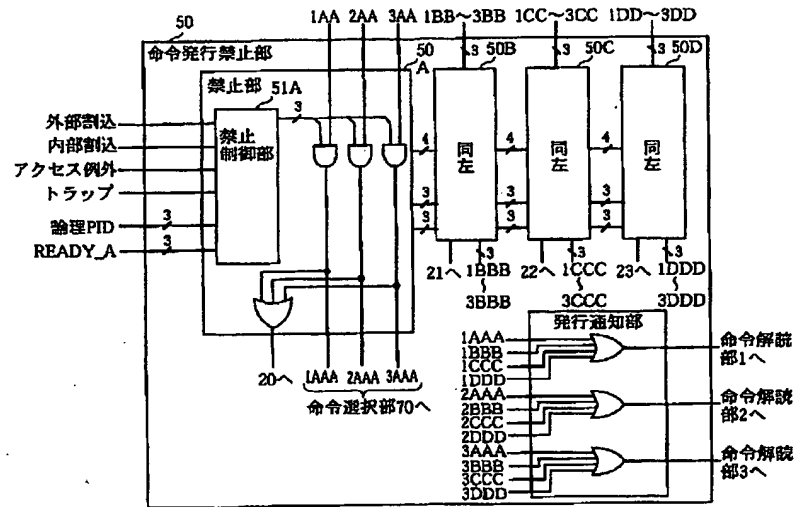 50
1AA 2AA 3AA 1BB～3BB 1CC～3CC 1DD～3DD
命令発行禁止部
50A
3 50B
3 50C
3 50D
禁止部
51A
3
禁止
制御部
外部割込
内部割込
アクセス例外
トラップ
論理PID 3
READY_A 3
4 4 4
同左 同左 同左
3 3 3
3 3 3
3 3 3
21へ 1BBB～3BBB
22へ 1CCC～3CCC
23へ 1DDD～3DDD
20へ
1AAA 2AAA 3AAA
命令選択部70へ
発行通知部
1AAA
1BBB
1CCC
1DDD
命令解読
部1へ
2AAA
2BBB
2CCC
2DDD
命令解読
部2へ
3AAA
3BBB
3CCC
3DDD
命令解読
部3へ